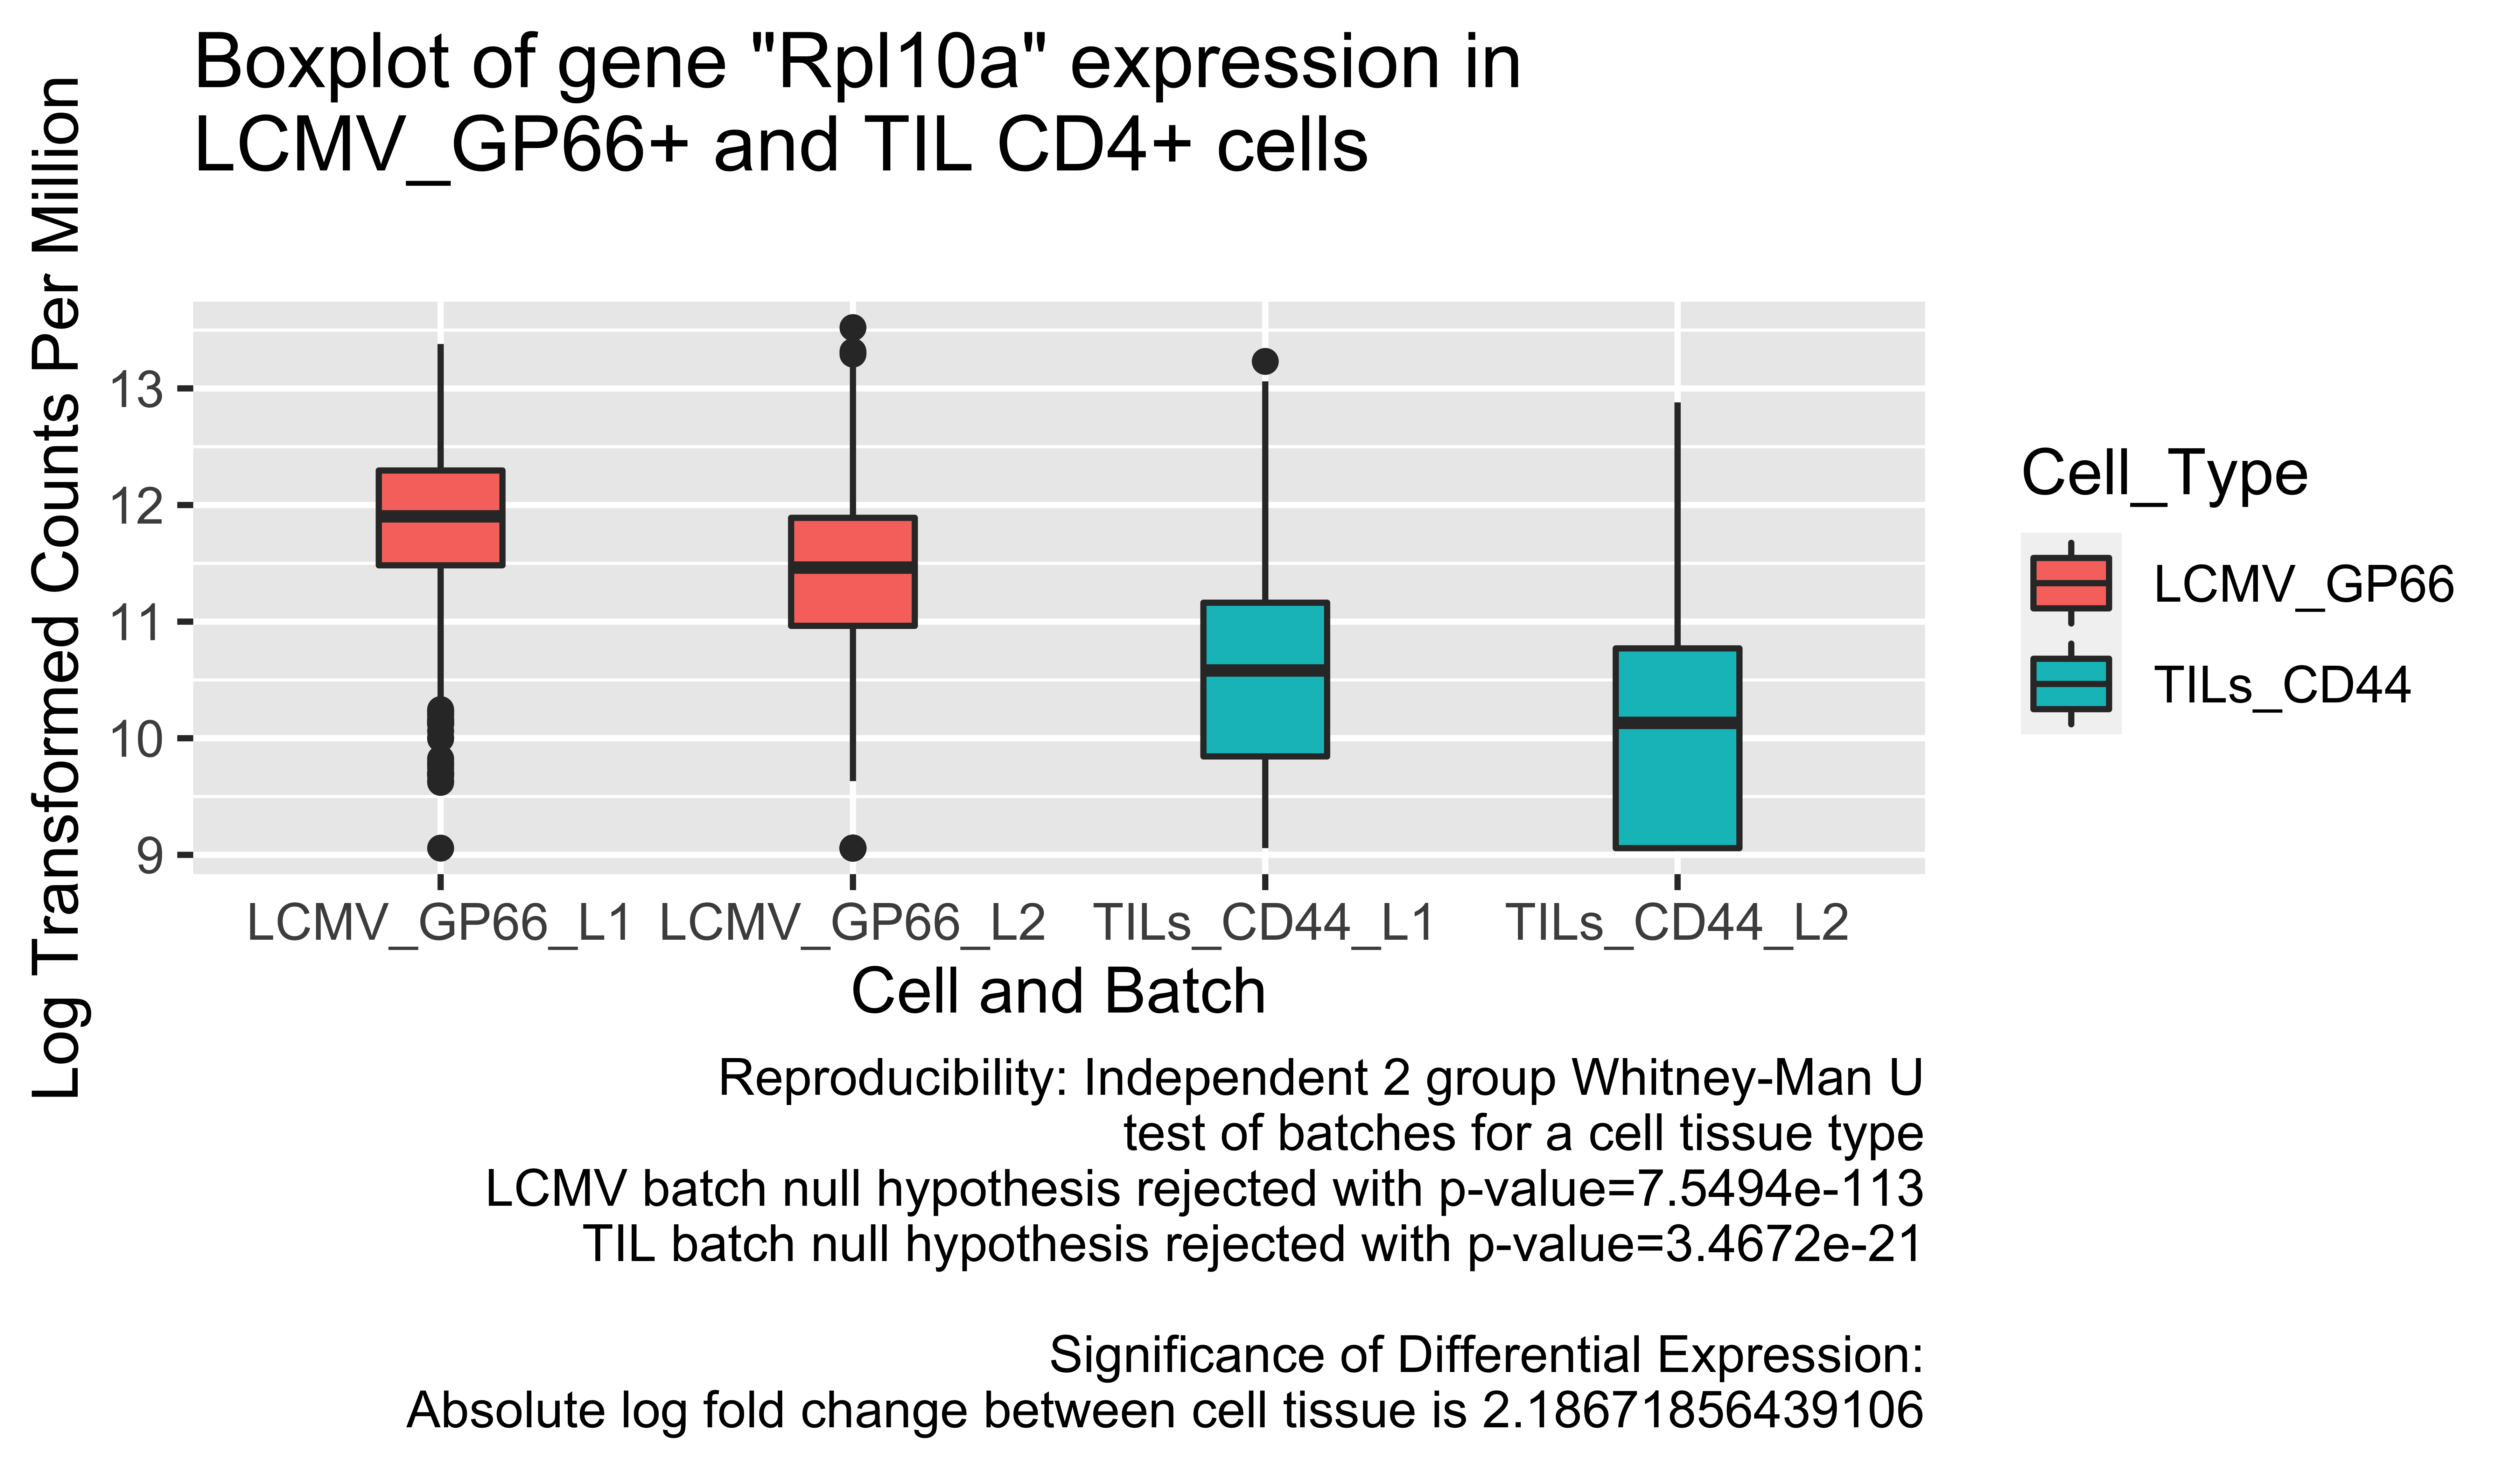 Boxplot of gene "Rpl10a" expression in
LCMV_GP66+ and TIL CD4+ cells
Log Transformed Counts Per Million
13
12
11
10
9
LCMV_GP66_L1 LCMV_GP66_L2 TILs_CD44_L1 TILs_CD44_L2
Cell and Batch
Cell_Type
LCMV_GP66
TILs_CD44
Reproducibility: Independent 2 group Whitney-Man U
test of batches for a cell tissue type
LCMV batch null hypothesis rejected with p-value=7.5494e-113
TIL batch null hypothesis rejected with p-value=3.4672e-21
Significance of Differential Expression:
Absolute log fold change between cell tissue is 2.18671856439106